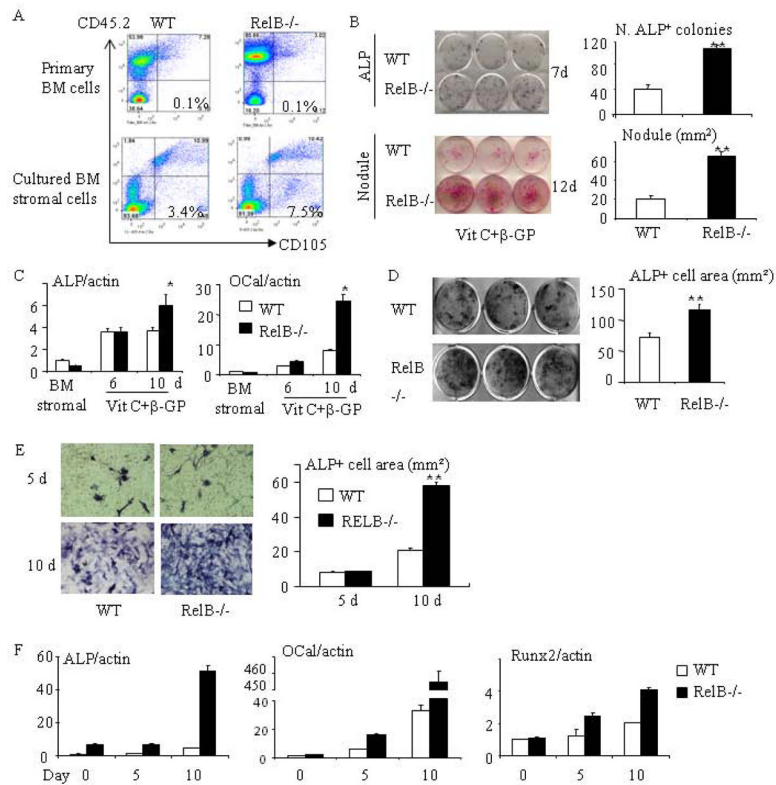 A
CD45.2 WT RelB-/-
Primary
BM cells
0.1% 0.1%
Cultured BM
stromal cells
3.4% 7.5%
CD105
B
ALP
WT
RelB-/-
7d
Nodule
WT
RelB-/-
12d
Vit C+β-GP
N. ALP⁺ colonies
120
80
40
0
**
Nodule (mm²)
60
40
20
0
**
WT RelB-/-
C
ALP/actin
6
4
2
0
*
BM
stromal
6 10 d
Vit C+β-GP
OCal/actin
30
20
10
0
*
WT
RelB-/-
BM
stromal
6 10 d
Vit C+β-GP
D
WT
RelB
-/-
ALP+ cell area (mm²)
150
100
50
0
**
WT RelB-/-
E
5 d
10 d
WT RelB-/-
ALP+ cell area (mm²)
60
40
20
0
**
WT
RELB-/-
5 d 10 d
F
ALP/actin
60
40
20
0
Day 0 5 10
OCal/actin
460
450
40
20
0
0 5 10
Runx2/actin
4
2
0
0 5 10
WT
RelB-/-